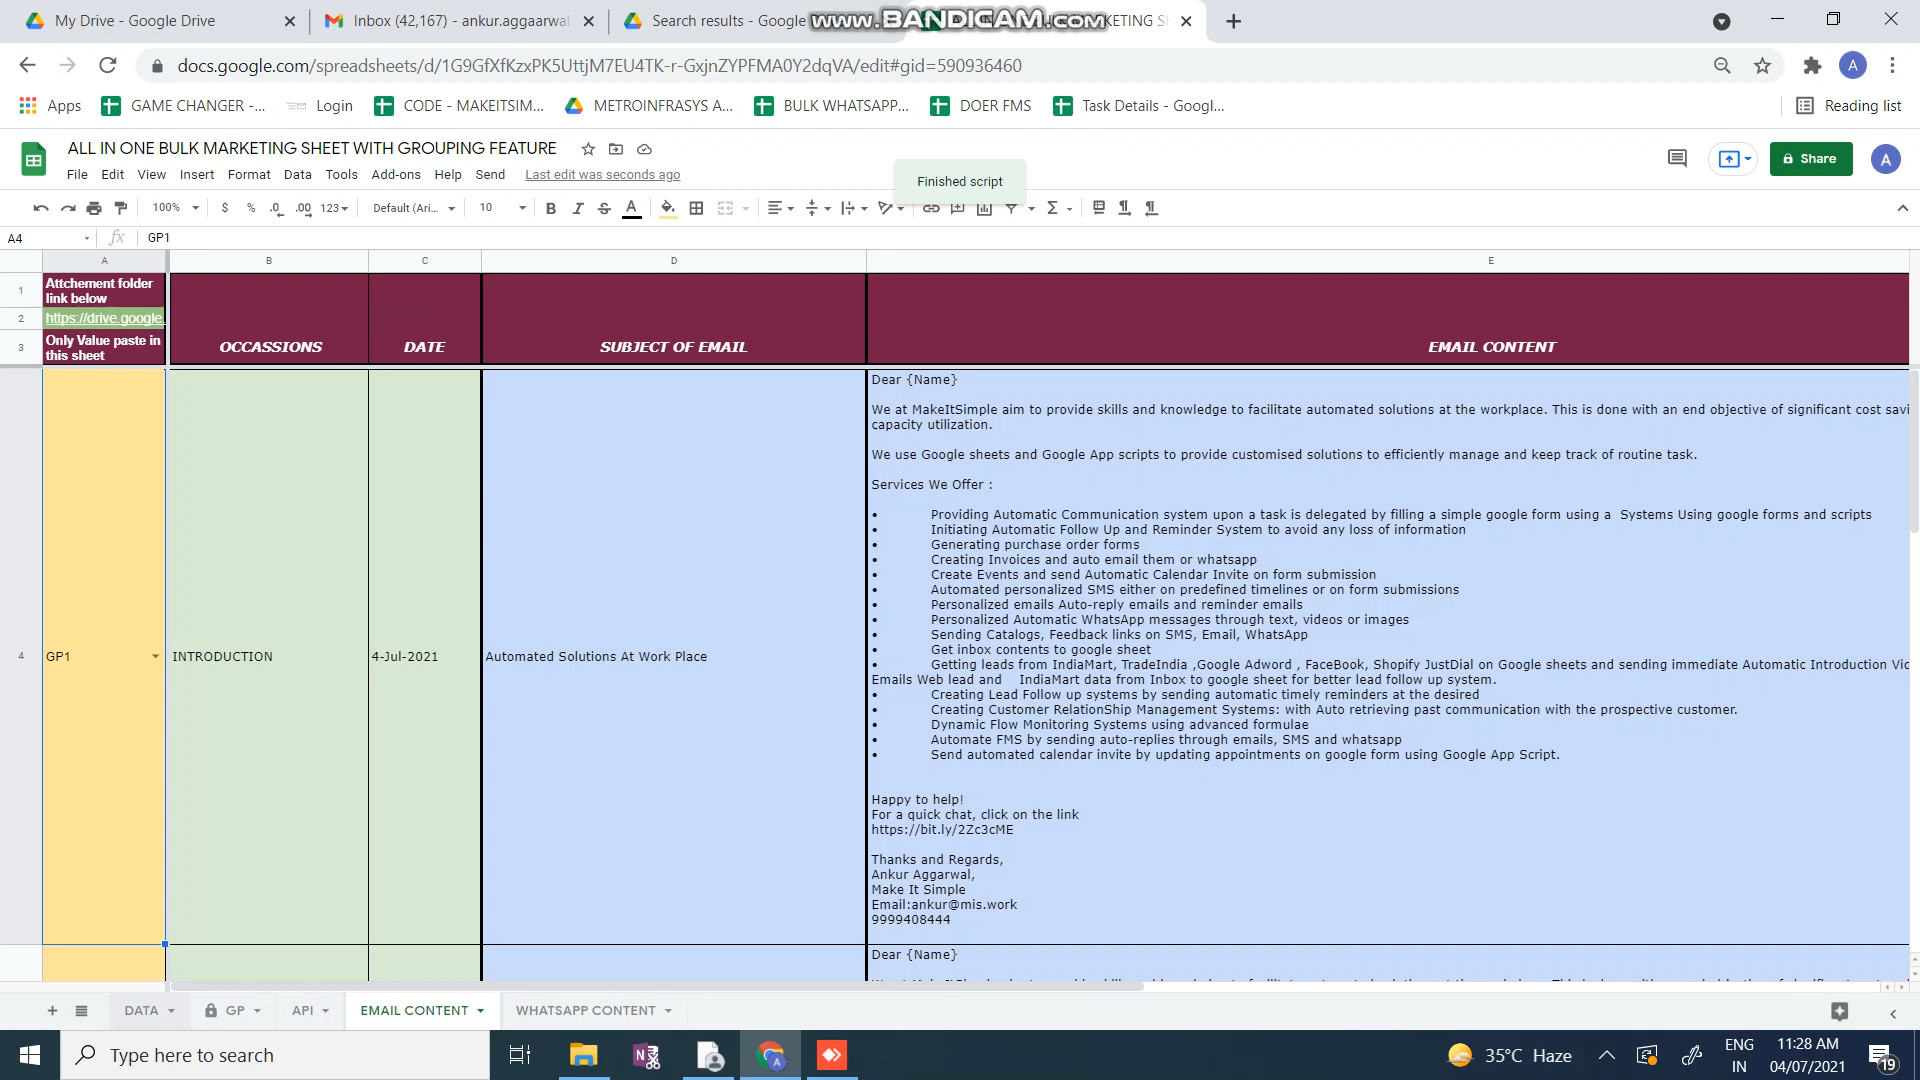 My Drive - Google Drive
Inbox (42,167) - ankur.aggaarwal
Search results - Google
www.BANDICAM.com
MARKETING SH
docs.google.com/spreadsheets/d/1G9GfXfKzxPK5UttjM7EU4TK-r-GxjnZYPFMA0Y2dqVA/edit#gid=590936460
A
Apps
GAME CHANGER -...
Login
CODE - MAKEITSIM...
METROINFRASYS A...
BULK WHATSAPP...
DOER FMS
Task Details - Googl...
Reading list
ALL IN ONE BULK MARKETING SHEET WITH GROUPING FEATURE
Share
A
File Edit View Insert Format Data Tools Add-ons Help Send Last edit was seconds ago
Finished script
100% $ % .0 .00 123 Default (Ari... 10 B I S A
A4 fx GP1
A B C D E
1 Attchement folder link below
2 https://drive.google.
3 Only Value paste in this sheet
OCCASSIONS DATE SUBJECT OF EMAIL EMAIL CONTENT
4 GP1 INTRODUCTION 4-Jul-2021 Automated Solutions At Work Place
Dear {Name}
We at MakeItSimple aim to provide skills and knowledge to facilitate automated solutions at the workplace. This is done with an end objective of significant cost savi
capacity utilization.
We use Google sheets and Google App scripts to provide customised solutions to efficiently manage and keep track of routine task.
Services We Offer :
• Providing Automatic Communication system upon a task is delegated by filling a simple google form using a Systems Using google forms and scripts
• Initiating Automatic Follow Up and Reminder System to avoid any loss of information
• Generating purchase order forms
• Creating Invoices and auto email them or whatsapp
• Create Events and send Automatic Calendar Invite on form submission
• Automated personalized SMS either on predefined timelines or on form submissions
• Personalized emails Auto-reply emails and reminder emails
• Personalized Automatic WhatsApp messages through text, videos or images
• Sending Catalogs, Feedback links on SMS, Email, WhatsApp
• Get inbox contents to google sheet
• Getting leads from IndiaMart, TradeIndia ,Google Adword , FaceBook, Shopify JustDial on Google sheets and sending immediate Automatic Introduction Vic
Emails Web lead and IndiaMart data from Inbox to google sheet for better lead follow up system.
• Creating Lead Follow up systems by sending automatic timely reminders at the desired
• Creating Customer RelationShip Management Systems: with Auto retrieving past communication with the prospective customer.
• Dynamic Flow Monitoring Systems using advanced formulae
• Automate FMS by sending auto-replies through emails, SMS and whatsapp
• Send automated calendar invite by updating appointments on google form using Google App Script.
Happy to help!
For a quick chat, click on the link
https://bit.ly/2Zc3cME
Thanks and Regards,
Ankur Aggarwal,
Make It Simple
Email:ankur@mis.work
9999408444
Dear {Name}
DATA GP API EMAIL CONTENT WHATSAPP CONTENT
Type here to search
35°C Haze
ENG
IN
11:28 AM
04/07/2021
19